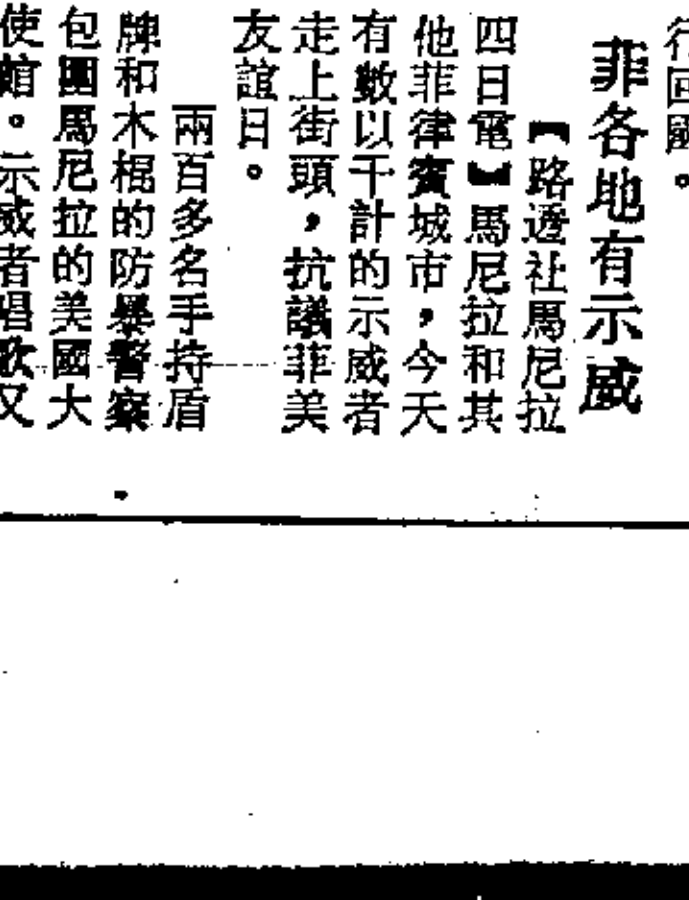 行回國。
菲各地有示威
【路透社馬尼拉
四日電】馬尼拉和其
他菲律賓城市，今天
有數以千計的示威者
走上街頭，抗議菲美
友誼日。
兩百多名手持盾
牌和木棍的防暴警察
包圍馬尼拉的美國大
使館。示威者唱歌又